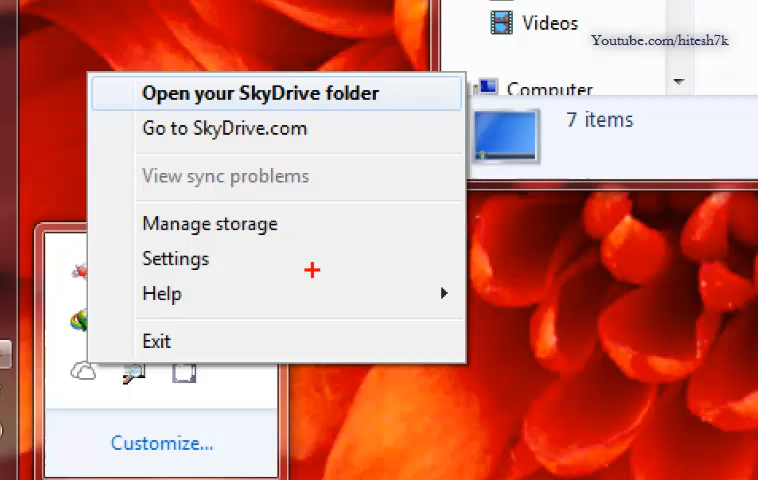 Videos
Youtube.com/hitesh7k
Computer
7 items
Open your SkyDrive folder
Go to SkyDrive.com
View sync problems
Manage storage
Settings
Help
Exit
Customize...